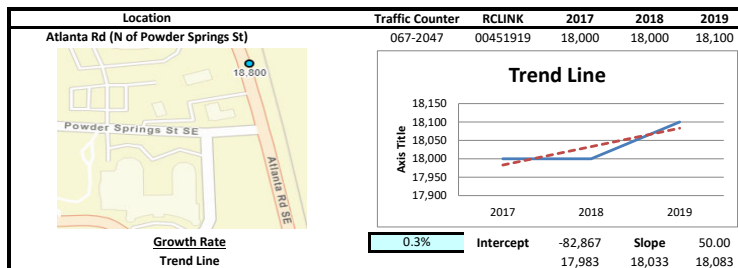 Location Traffic Counter RCLINK 2017 2018 2019
Atlanta Rd (N of Powder Springs St) 067-2047 00451919 18,000 18,000 18,100
18,800
Powder Springs St SE
Atlanta Rd SE
Trend Line
Axis Title
18,150
18,100
18,050
18,000
17,950
17,900
2017 2018 2019
Growth Rate 0.3% Intercept -82,867 Slope 50.00
Trend Line 17,983 18,033 18,083